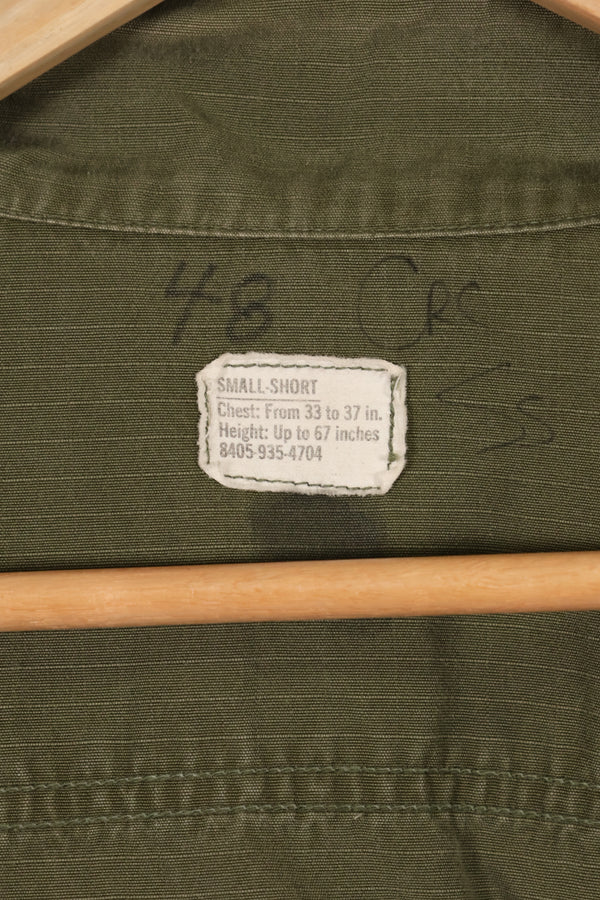 48 CRS
SMALL-SHORT
Chest: From 33 to 37 in.
Height: Up to 67 inches
8405-935-4704